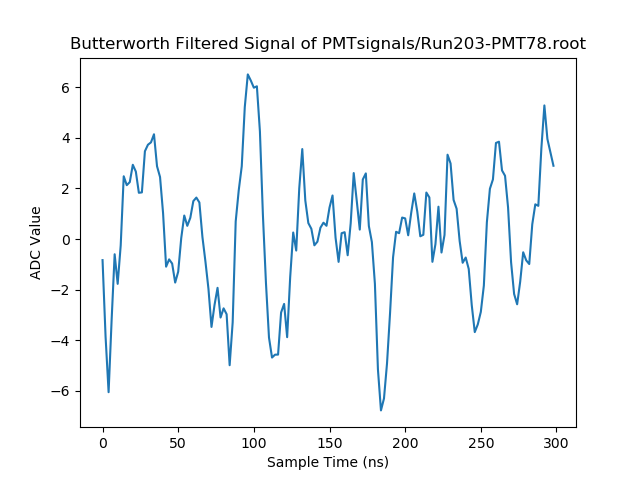 Butterworth Filtered Signal of PMTsignals/Run203-PMT78.root
6
4
2
0
−2
−4
−6
ADC Value
0 50 100 150 200 250 300
Sample Time (ns)